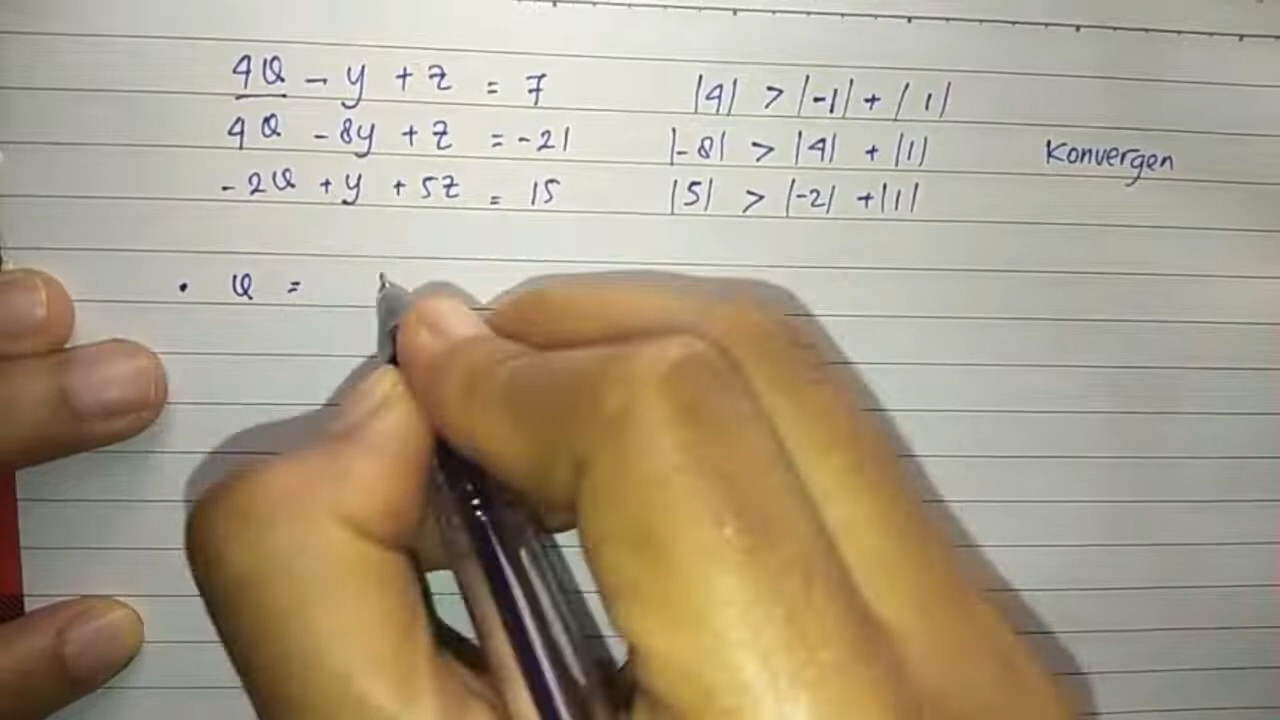 4x - y + z = 7 |4| > |-1| + |1|
4x - 8y + z = -21 |-8| > |4| + |1| Konvergen
-2x + y + 5z = 15 |5| > |-2| + |1|
• x =